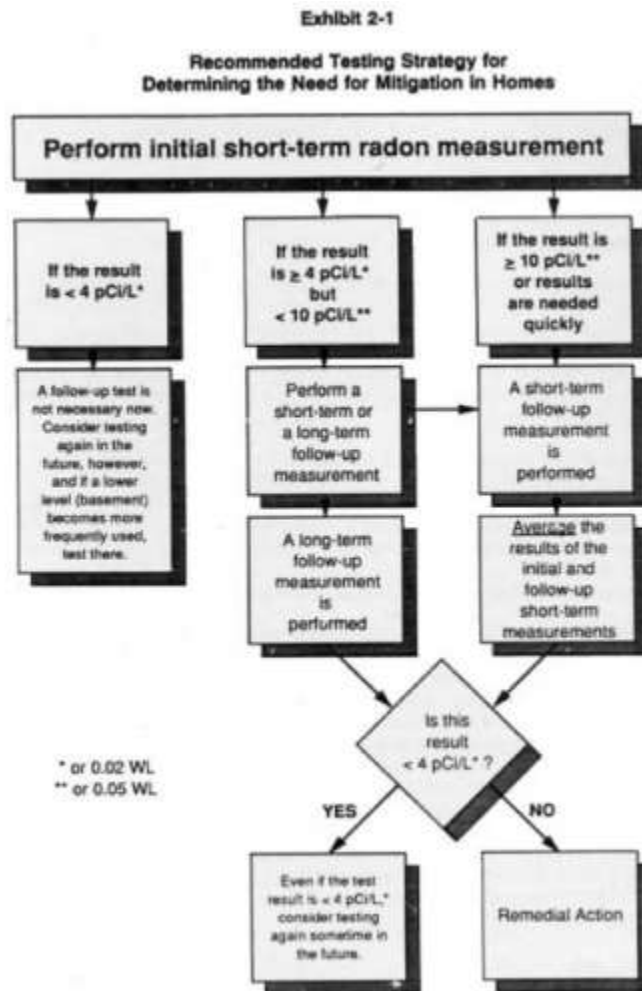 Exhibit 2-1
Recommended Testing Strategy for
Determining the Need for Mitigation in Homes
Perform initial short-term radon measurement
If the result
is < 4 pCi/L*
If the result
is ≥ 4 pCi/L*
but
< 10 pCi/L**
If the result is
≥ 10 pCi/L**
or results
are needed
quickly
A follow-up test is
not necessary now.
Consider testing
again in the
future, however,
and if a lower
level (basement)
becomes more
frequently used,
test there.
Perform a
short-term or
a long-term
follow-up
measurement
A short-term
follow-up
measurement
is
performed
A long-term
follow-up
measurement
is
performed
Average the
results of the
initial and
follow-up
short-term
measurements
Is this
result
< 4 pCi/L* ?
* or 0.02 WL
** or 0.05 WL
YES
NO
Even if the test
result is < 4 pCi/L,*
consider testing
again sometime in
the future.
Remedial Action